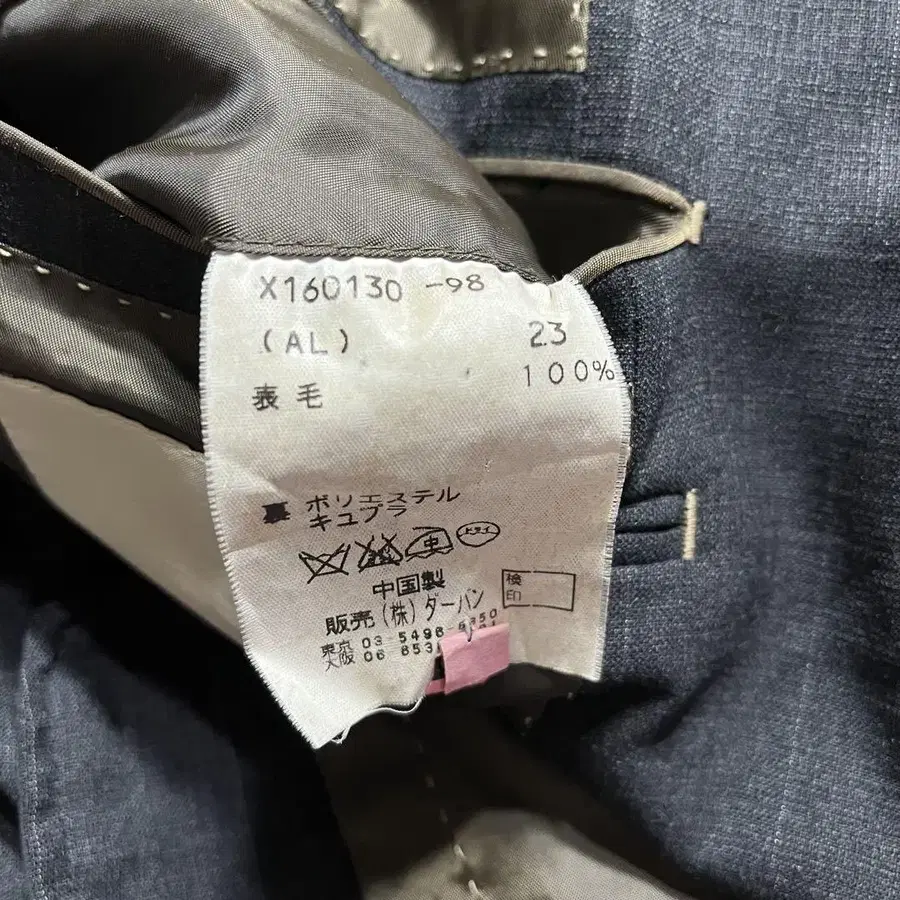 X160130 -98
(AL) 23
表 毛 100%
裏 ポリエステル
キュプラ
ドライ
中
中国製
検印
販売 (株) ダーバン
東京 03 5496
大阪 06